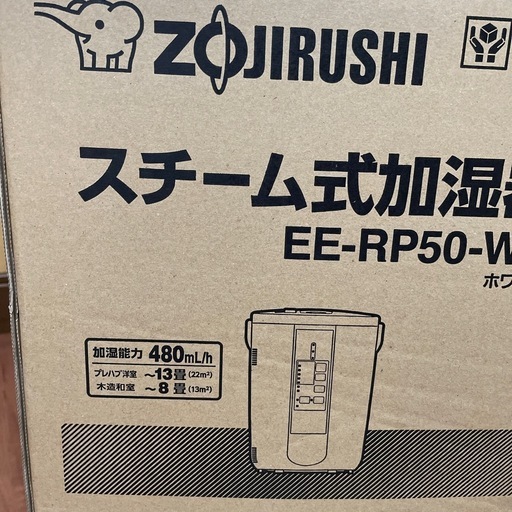 ZOJIRUSHI
スチーム式加湿器
EE-RP50-W
ホワ
加湿能力 480mL/h
プレハブ洋室 ～13畳(22m²)
木造和室 ～8畳(13m²)